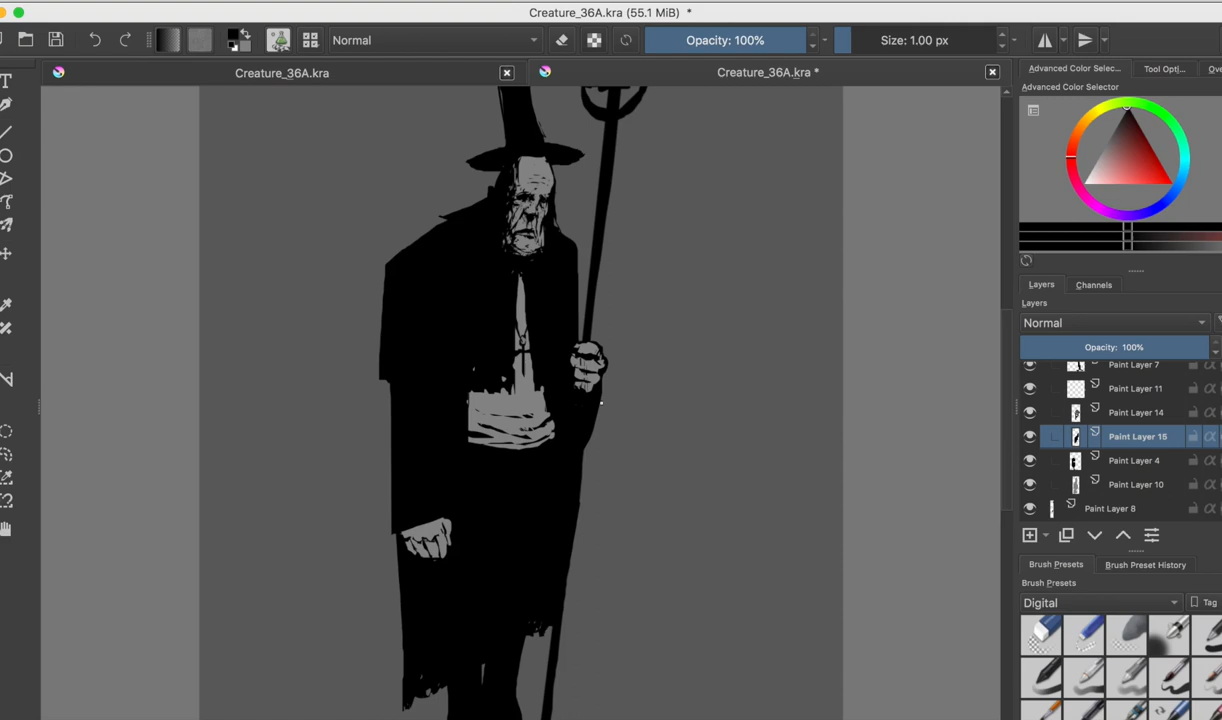 Creature_36A.kra (55.1 MiB) *
Normal
Opacity: 100%
Size: 1.00 px
Creature_36A.kra
Creature_36A.kra *
Advanced Color Selec...
Tool Opti...
Ove
Advanced Color Selector
Layers
Channels
Layers
Normal
Opacity: 100%
Paint Layer 7
Paint Layer 11
Paint Layer 14
Paint Layer 15
Paint Layer 4
Paint Layer 10
Paint Layer 8
Brush Presets
Brush Preset History
Brush Presets
Digital
Tag